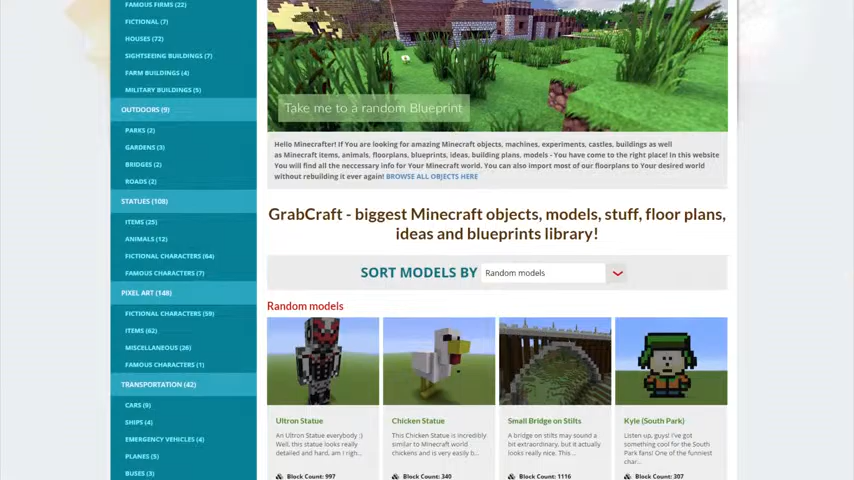 FAMOUS FIRMS (22)
FICTIONAL (7)
HOUSES (72)
SIGHTSEEING BUILDINGS (7)
FARM BUILDINGS (4)
MILITARY BUILDINGS (5)
OUTDOORS (9)
PARKS (2)
GARDENS (3)
BRIDGES (2)
ROADS (2)
STATUES (108)
ITEMS (25)
ANIMALS (12)
FICTIONAL CHARACTERS (64)
FAMOUS CHARACTERS (7)
PIXEL ART (148)
FICTIONAL CHARACTERS (59)
ITEMS (62)
MISCELLANEOUS (26)
FAMOUS CHARACTERS (1)
TRANSPORTATION (42)
CARS (9)
SHIPS (4)
EMERGENCY VEHICLES (4)
PLANES (5)
BUSES (3)
Take me to a random Blueprint
Hello Minecrafter! If You are looking for amazing Minecraft objects, machines, experiments, castles, buildings as well
as Minecraft items, animals, floorplans, blueprints, ideas, building plans, models - You have come to the right place! In this website
You will find all the neccessary info for Your Minecraft world. You can also import most of our floorplans to Your desired world
without rebuilding it ever again! BROWSE ALL OBJECTS HERE
GrabCraft - biggest Minecraft objects, models, stuff, floor plans,
ideas and blueprints library!
SORT MODELS BY Random models
Random models
Ultron Statue
An Ultron Statue everybody :)
Well, this statue looks really
detailed and hard, am I righ...
Block Count: 997
Chicken Statue
This Chicken Statue is incredibly
similar to Minecraft world
chickens and is very easily b...
Block Count: 340
Small Bridge on Stilts
A bridge on stilts may sound a
bit extraordinary, but it actually
looks really nice. This ...
Block Count: 1116
Kyle (South Park)
Listen up, guys! I've got
something cool for the South
Park fans! One of the funniest
char...
Block Count: 307